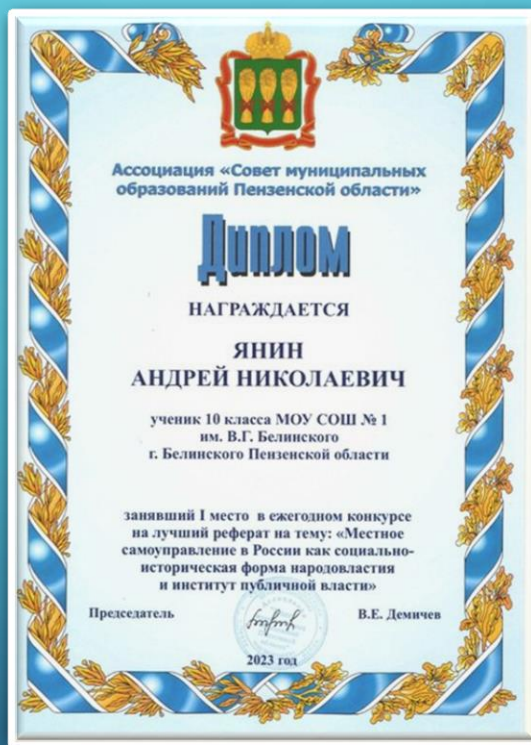 Ассоциация «Совет муниципальных
образований Пензенской области»
Диплом
НАГРАЖДАЕТСЯ
ЯНИН
АНДРЕЙ НИКОЛАЕВИЧ
ученик 10 класса МОУ СОШ № 1
им. В.Г. Белинского
г. Белинского Пензенской области
занявший I место в ежегодном конкурсе
на лучший реферат на тему: «Местное
самоуправление в России как социально-
историческая форма народовластия
и институт публичной власти»
Председатель В.Е. Демичев
2023 год